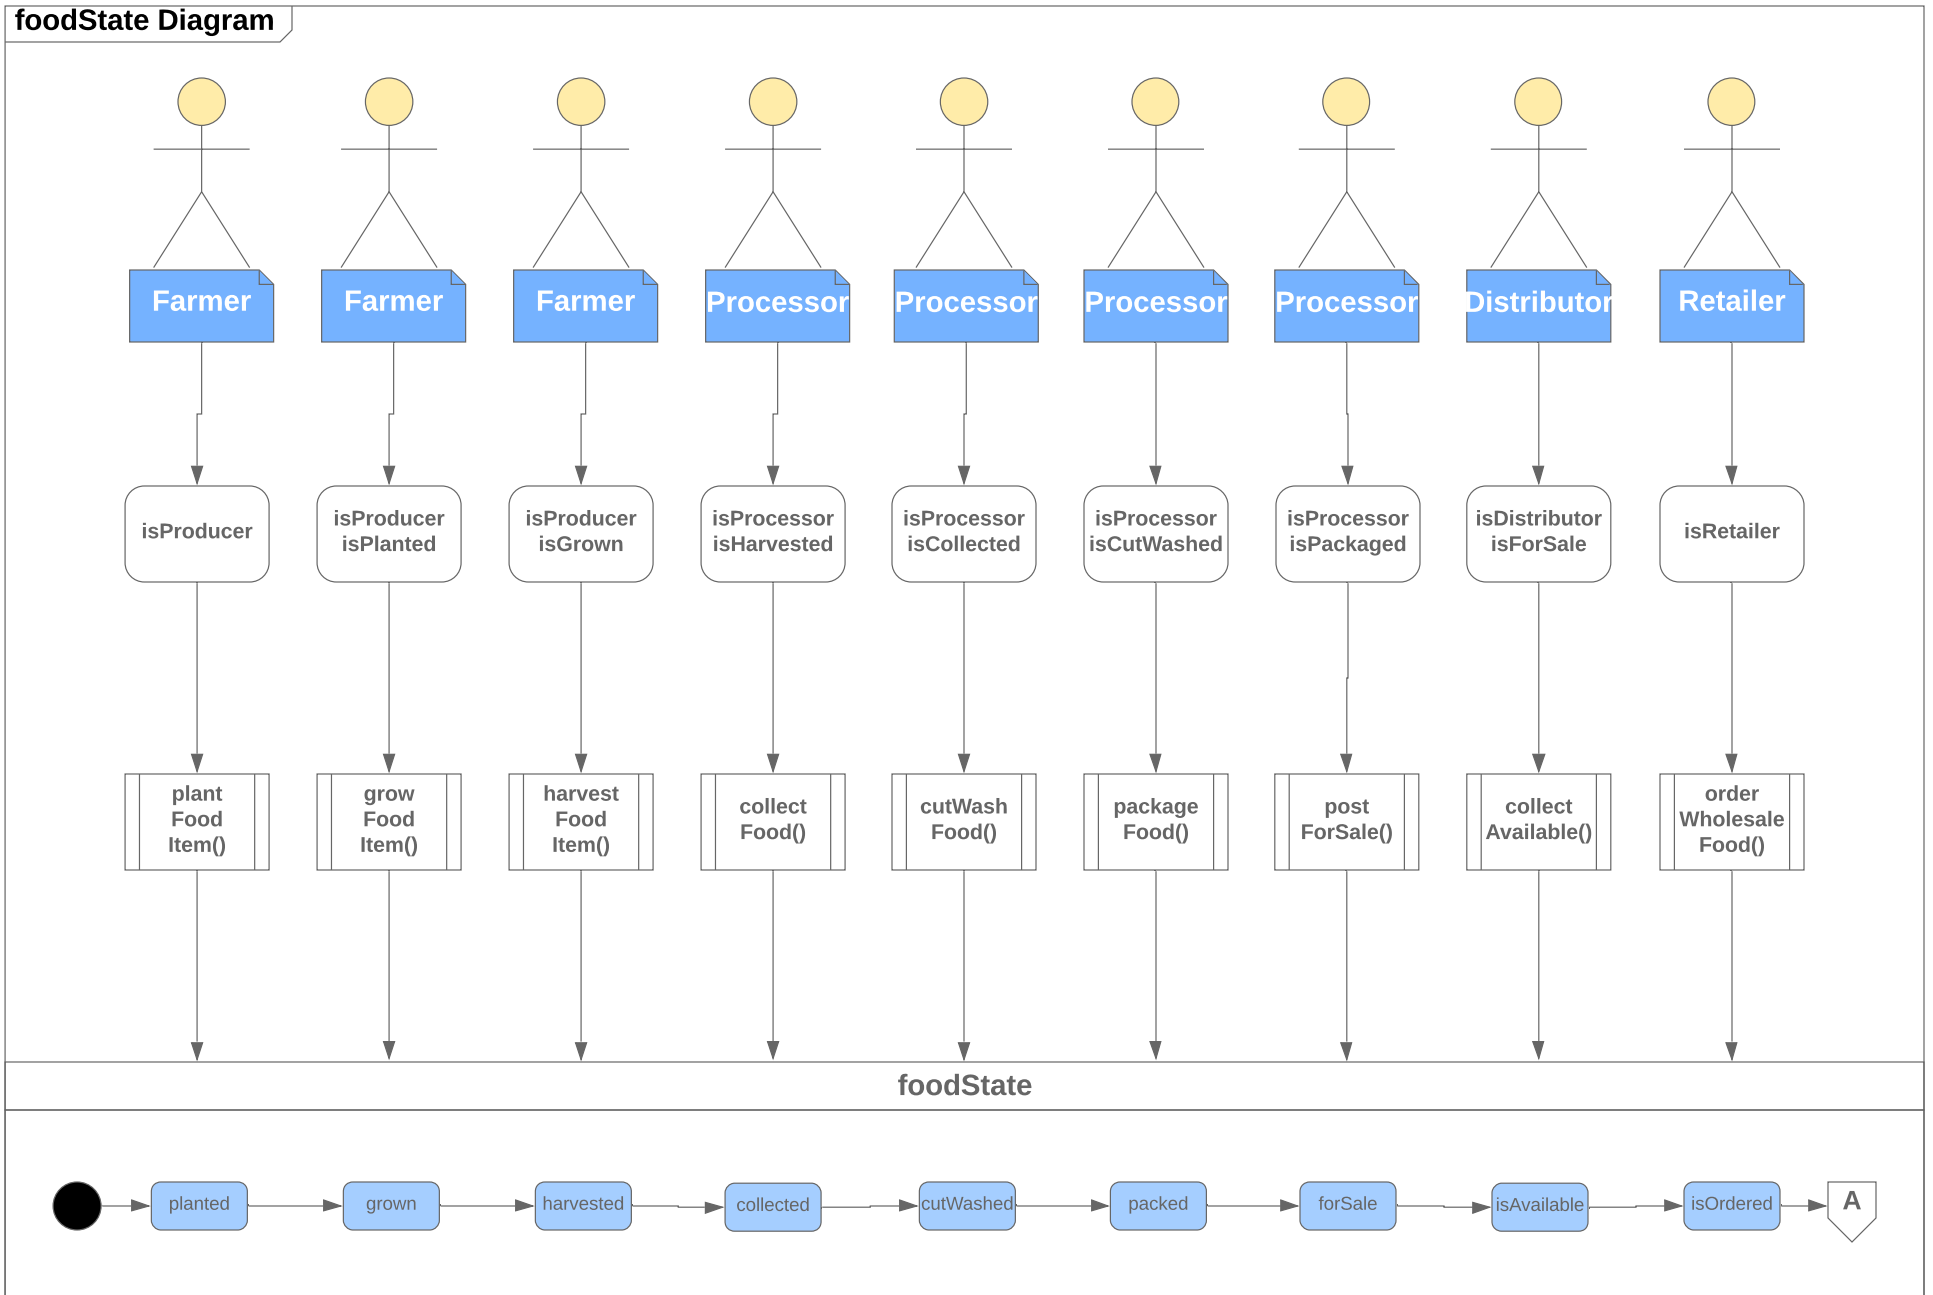 foodState Diagram
Farmer
Farmer
Farmer
Processor
Processor
Processor
Processor
Distributor
Retailer
isProducer
isProducer
isPlanted
isProducer
isGrown
isProcessor
isHarvested
isProcessor
isCollected
isProcessor
isCutWashed
isProcessor
isPackaged
isDistributor
isForSale
isRetailer
plant
Food
Item()
grow
Food
Item()
harvest
Food
Item()
collect
Food()
cutWash
Food()
package
Food()
post
ForSale()
collect
Available()
order
Wholesale
Food()
foodState
planted
grown
harvested
collected
cutWashed
packed
forSale
isAvailable
isOrdered
A